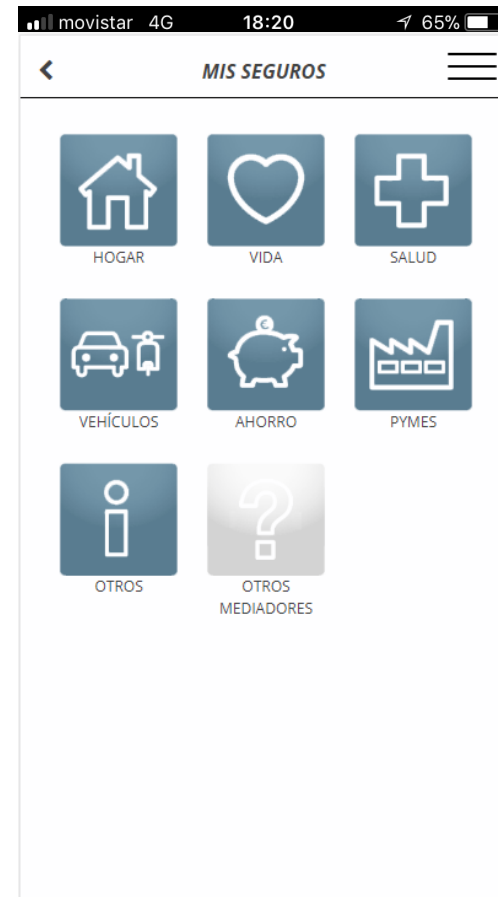 movistar 4G 18:20 65%
MIS SEGUROS
HOGAR VIDA SALUD
VEHÍCULOS AHORRO PYMES
OTROS OTROS
MEDIADORES